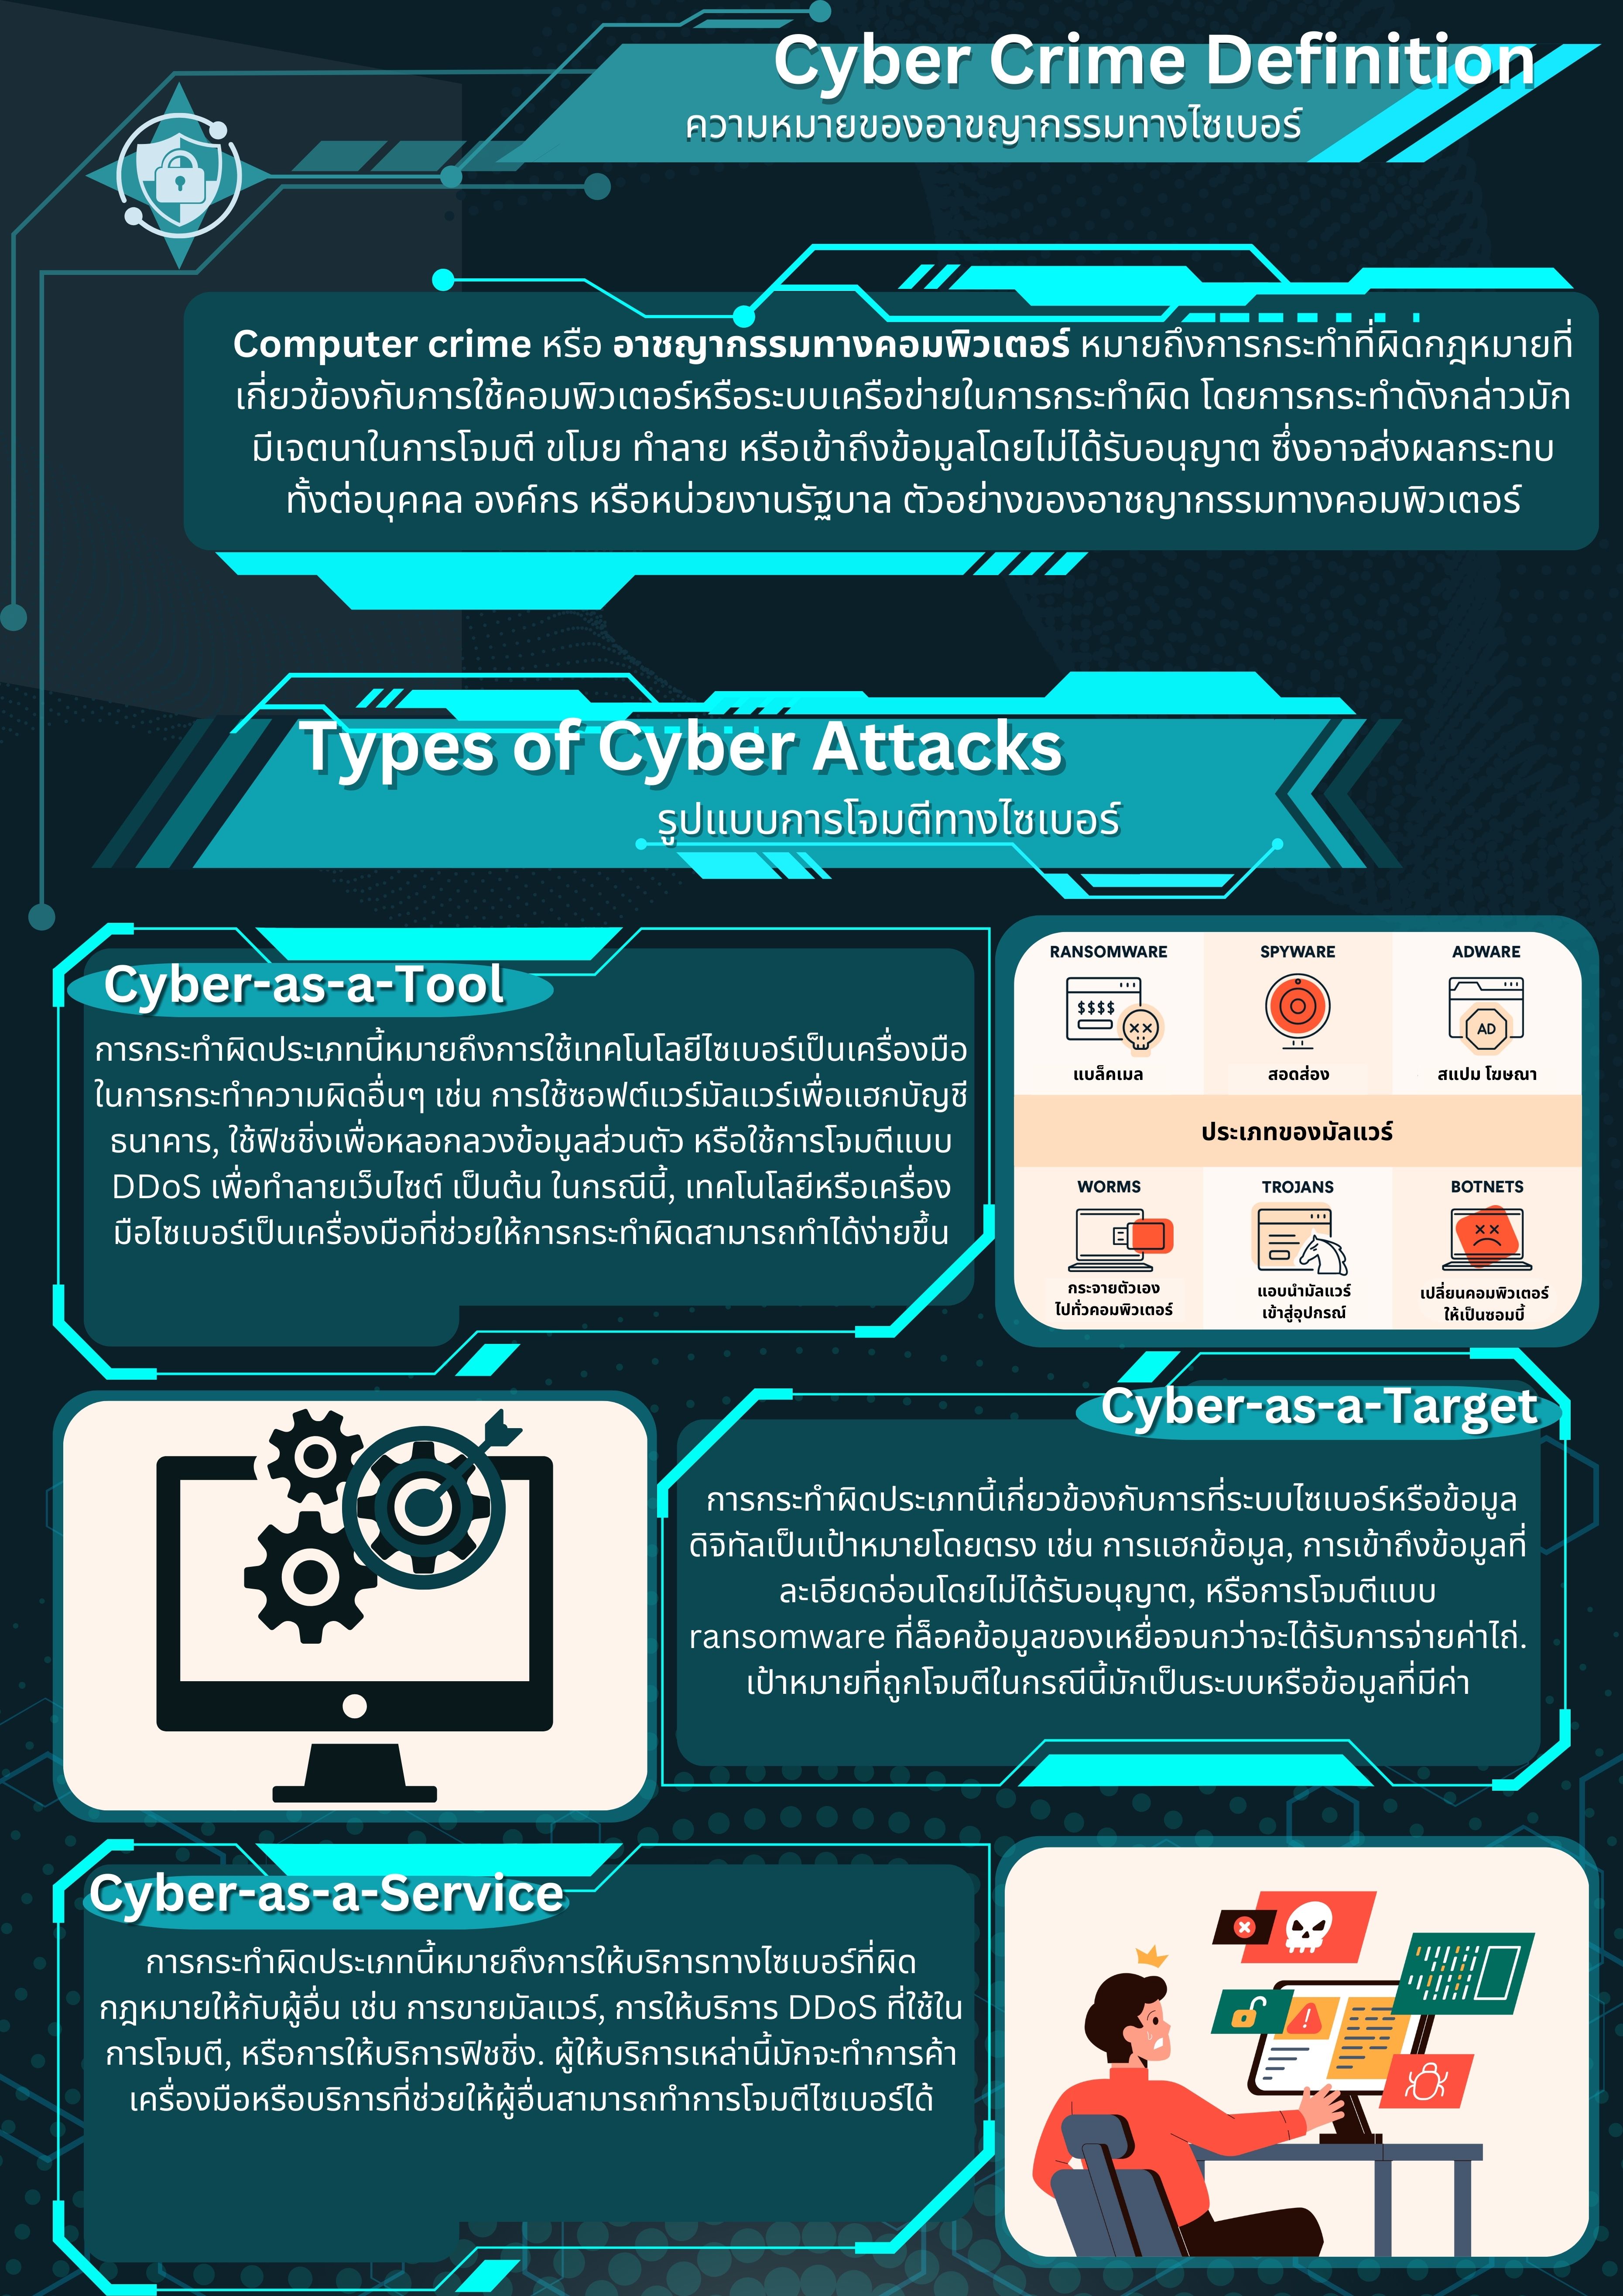 Cyber Crime Definition
ความหมายของอาชญากรรมทางไซเบอร์
Computer crime หรือ อาชญากรรมทางคอมพิวเตอร์ หมายถึงการกระทำที่ผิดกฎหมายที่
เกี่ยวข้องกับการใช้คอมพิวเตอร์หรือระบบเครือข่ายในการกระทำผิด โดยการกระทำดังกล่าวมัก
มีเจตนาในการโจมตี ขโมย ทำลาย หรือเข้าถึงข้อมูลโดยไม่ได้รับอนุญาต ซึ่งอาจส่งผลกระทบ
ทั้งต่อบุคคล องค์กร หรือหน่วยงานรัฐบาล ตัวอย่างของอาชญากรรมทางคอมพิวเตอร์
Types of Cyber Attacks
รูปแบบการโจมตีทางไซเบอร์
Cyber-as-a-Tool
การกระทำผิดประเภทนี้หมายถึงการใช้เทคโนโลยีไซเบอร์เป็นเครื่องมือ
ในการกระทำความผิดอื่นๆ เช่น การใช้ซอฟต์แวร์มัลแวร์เพื่อแฮกบัญชี
ธนาคาร, ใช้ฟิชชิ่งเพื่อหลอกลวงข้อมูลส่วนตัว หรือใช้การโจมตีแบบ
DDoS เพื่อทำลายเว็บไซต์ เป็นต้น ในกรณีนี้, เทคโนโลยีหรือเครื่อง
มือไซเบอร์เป็นเครื่องมือที่ช่วยให้การกระทำผิดสามารถทำได้ง่ายขึ้น
RANSOMWARE
$$$$
แบล็คเมล
SPYWARE
สอดส่อง
ADWARE
AD
สแปม โฆษณา
ประเภทของมัลแวร์
WORMS
กระจายตัวเอง
ไปทั่วคอมพิวเตอร์
TROJANS
แอบนำมัลแวร์
เข้าสู่อุปกรณ์
BOTNETS
เปลี่ยนคอมพิวเตอร์
ให้เป็นซอมบี้
Cyber-as-a-Target
การกระทำผิดประเภทนี้เกี่ยวข้องกับการที่ระบบไซเบอร์หรือข้อมูล
ดิจิทัลเป็นเป้าหมายโดยตรง เช่น การแฮกข้อมูล, การเข้าถึงข้อมูลที่
ละเอียดอ่อนโดยไม่ได้รับอนุญาต, หรือการโจมตีแบบ
ransomware ที่ล็อคข้อมูลของเหยื่อจนกว่าจะได้รับการจ่ายค่าไถ่.
เป้าหมายที่ถูกโจมตีในกรณีนี้มักเป็นระบบหรือข้อมูลที่มีค่า
Cyber-as-a-Service
การกระทำผิดประเภทนี้หมายถึงการให้บริการทางไซเบอร์ที่ผิด
กฎหมายให้กับผู้อื่น เช่น การขายมัลแวร์, การให้บริการ DDoS ที่ใช้ใน
การโจมตี, หรือการให้บริการฟิชชิ่ง. ผู้ให้บริการเหล่านี้มักจะทำการค้า
เครื่องมือหรือบริการที่ช่วยให้ผู้อื่นสามารถทำการโจมตีไซเบอร์ได้